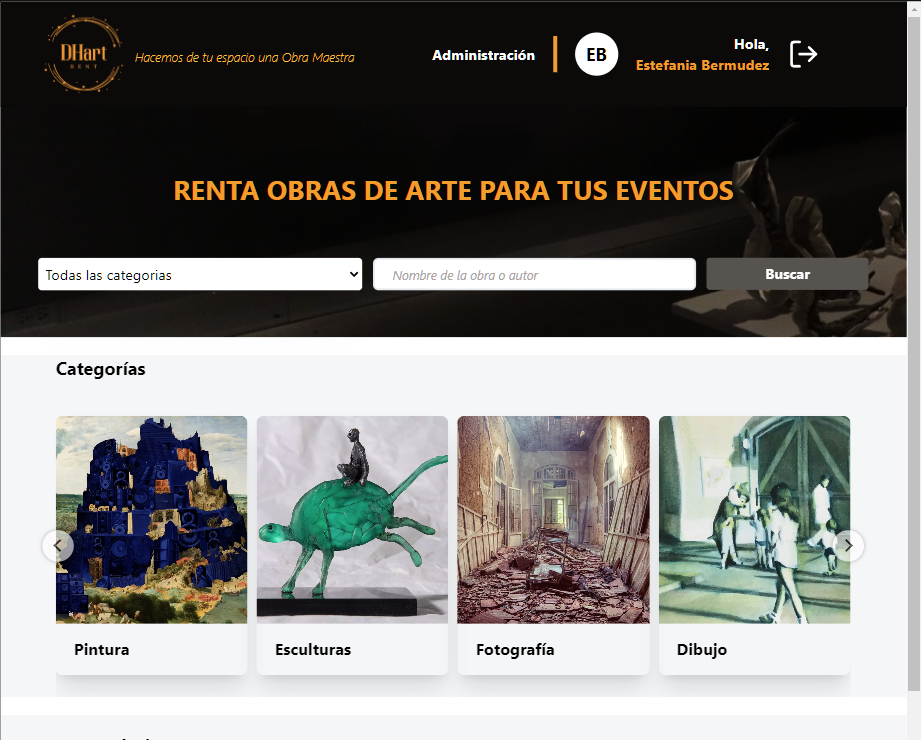 DHart
RENT
Hacemos de tu espacio una Obra Maestra
Administración
EB
Hola,
Estefania Bermudez
RENTA OBRAS DE ARTE PARA TUS EVENTOS
Todas las categorias
Nombre de la obra o autor
Buscar
Categorías
Pintura
Esculturas
Fotografía
Dibujo